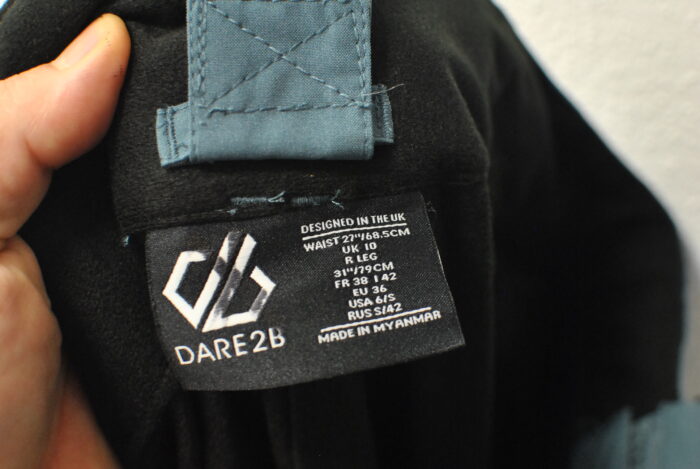 DARE2B
DESIGNED IN THE UK
WAIST 27"/68.5CM
UK 10
R LEG
31"/79CM
FR 38 I 42
EU 36
USA 6/S
RUS S/42
MADE IN MYANMAR